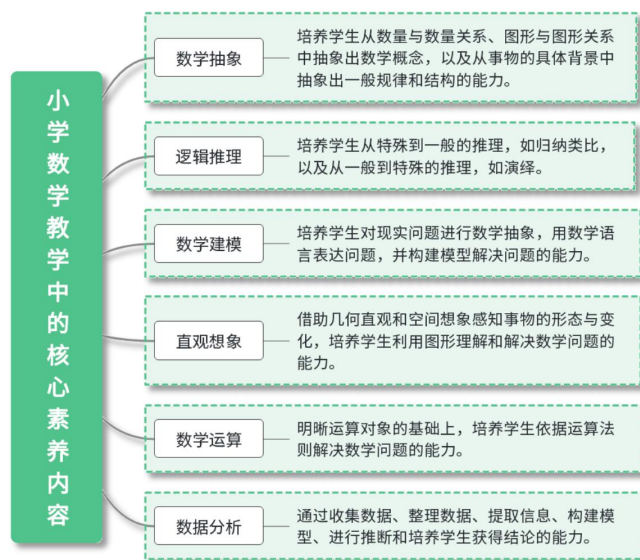 小学数学教学中的核心素养内容
数学抽象
培养学生从数量与数量关系、图形与图形关系
中抽象出数学概念，以及从事物的具体背景中
抽象出一般规律和结构的能力。
逻辑推理
培养学生从特殊到一般的推理，如归纳类比，
以及从一般到特殊的推理，如演绎。
数学建模
培养学生对现实问题进行数学抽象，用数学语
言表达问题，并构建模型解决问题的能力。
直观想象
借助几何直观和空间想象感知事物的形态与变
化，培养学生利用图形理解和解决数学问题的
能力。
数学运算
明晰运算对象的基础上，培养学生依据运算法
则解决数学问题的能力。
数据分析
通过收集数据、整理数据、提取信息、构建模
型、进行推断和培养学生获得结论的能力。